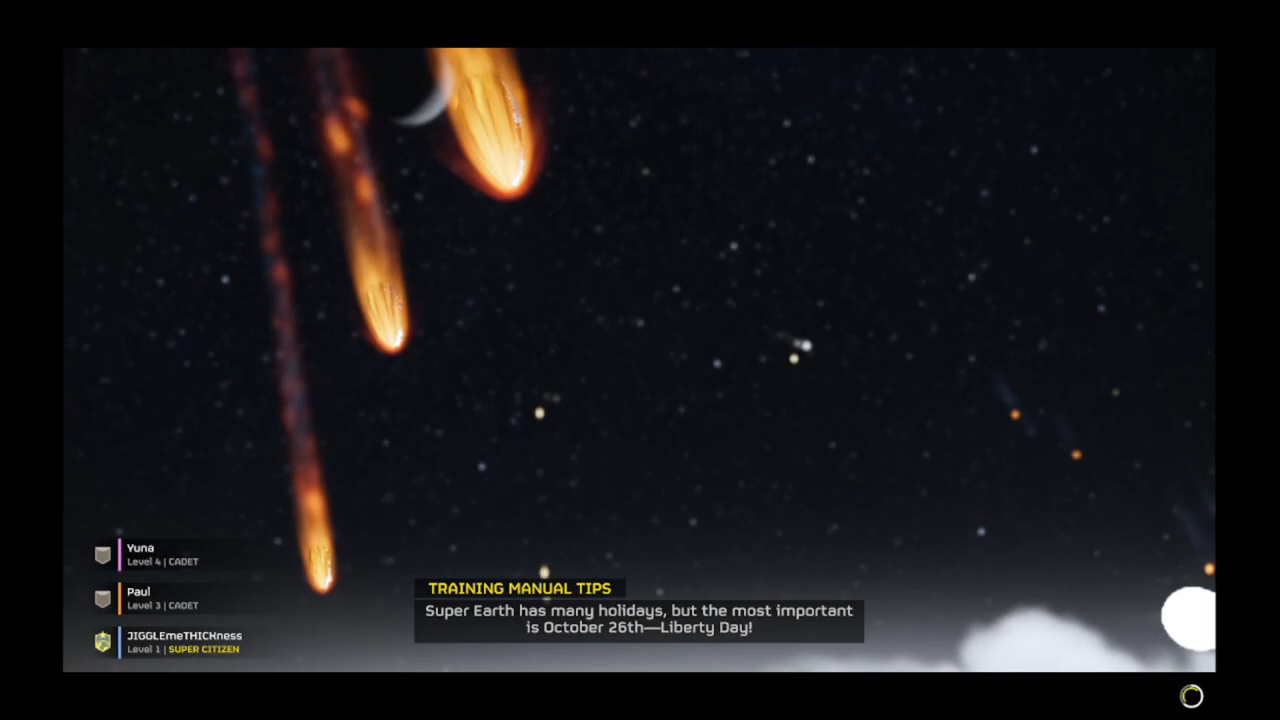 Yuna
Level 4 | CADET
Paul
Level 3 | CADET
JIGGLEmeTHICKness
Level 1 | SUPER CITIZEN
TRAINING MANUAL TIPS
Super Earth has many holidays, but the most important
is October 26th—Liberty Day!